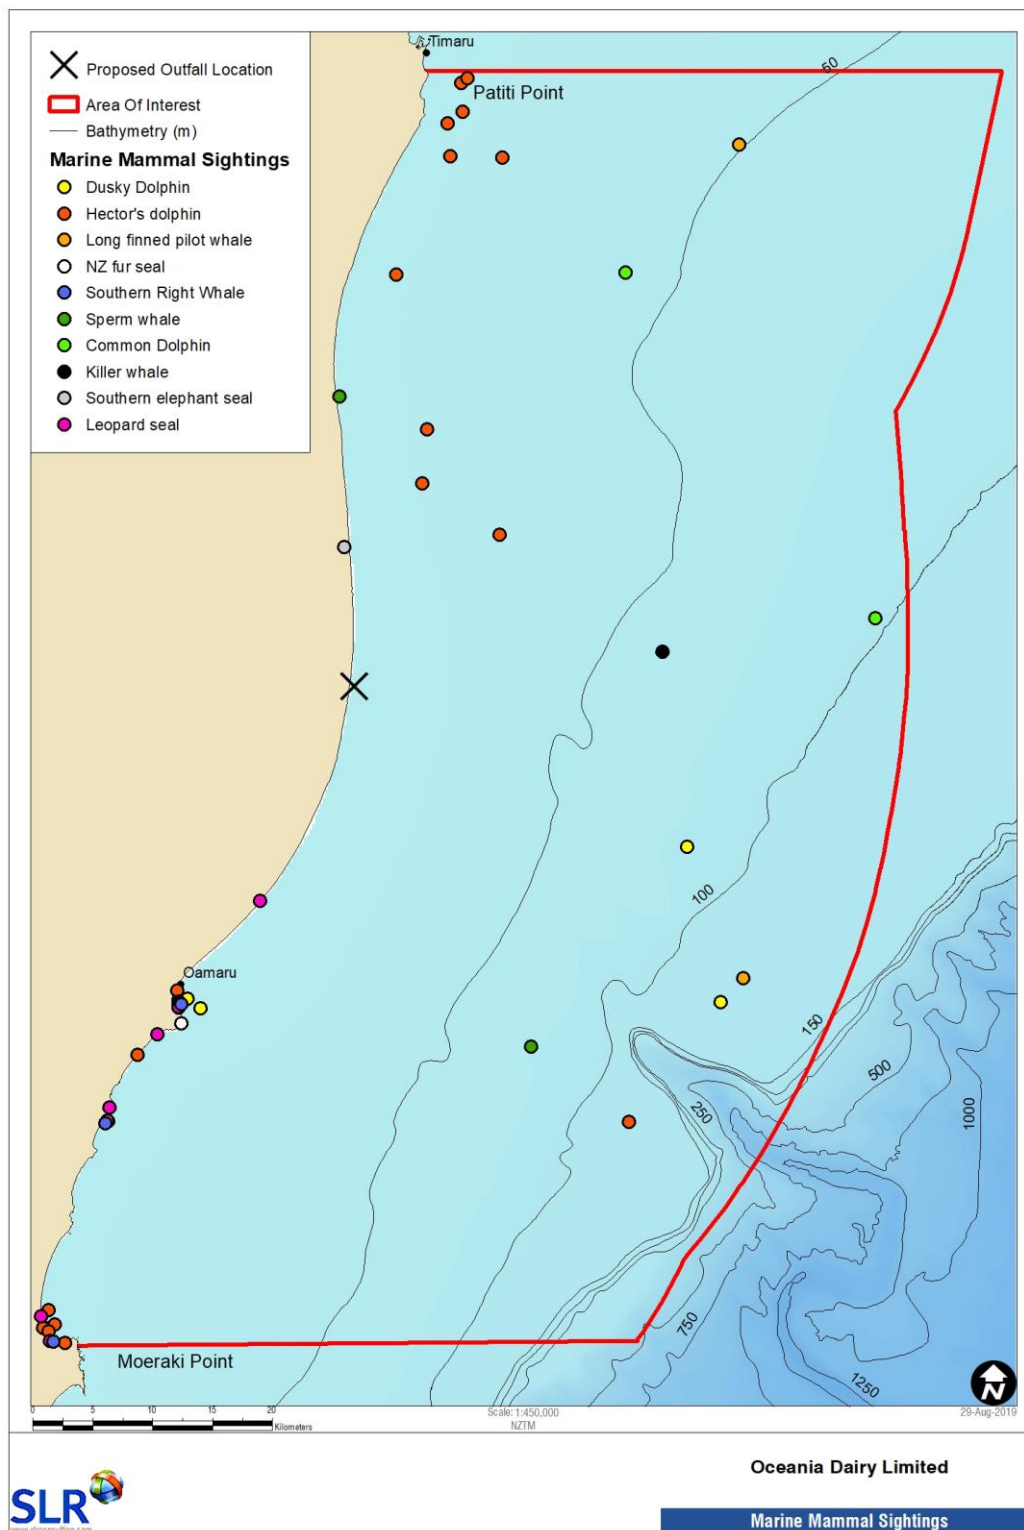 Timaru
Proposed Outfall Location
Area Of Interest
Bathymetry (m)
Marine Mammal Sightings
Dusky Dolphin
Hector's dolphin
Long finned pilot whale
NZ fur seal
Southern Right Whale
Sperm whale
Common Dolphin
Killer whale
Southern elephant seal
Leopard seal
50
Patiti Point
100
Oamaru
150
500
250
1000
750
1250
Moeraki Point
N
0 5 10 15 20
Kilometers
Scale: 1:450,000
NZTM
29-Aug-2019
Oceania Dairy Limited
SLR
Marine Mammal Sightings